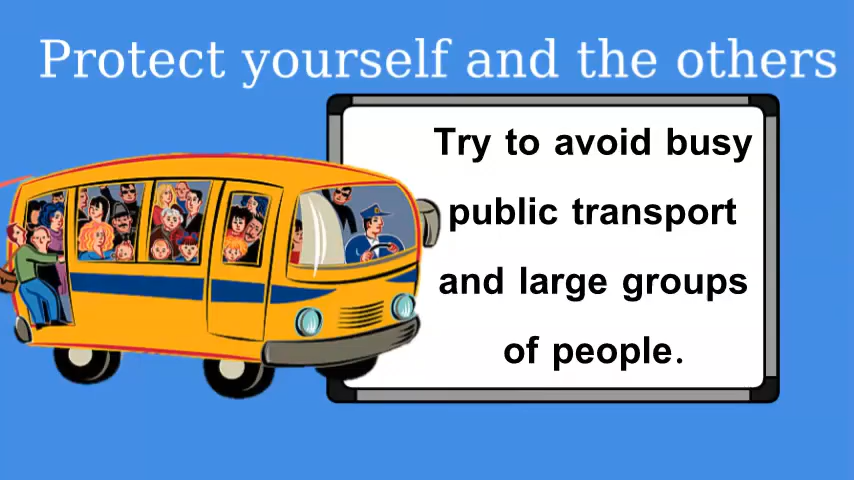 Protect yourself and the others
Try to avoid busy
public transport
and large groups
of people.